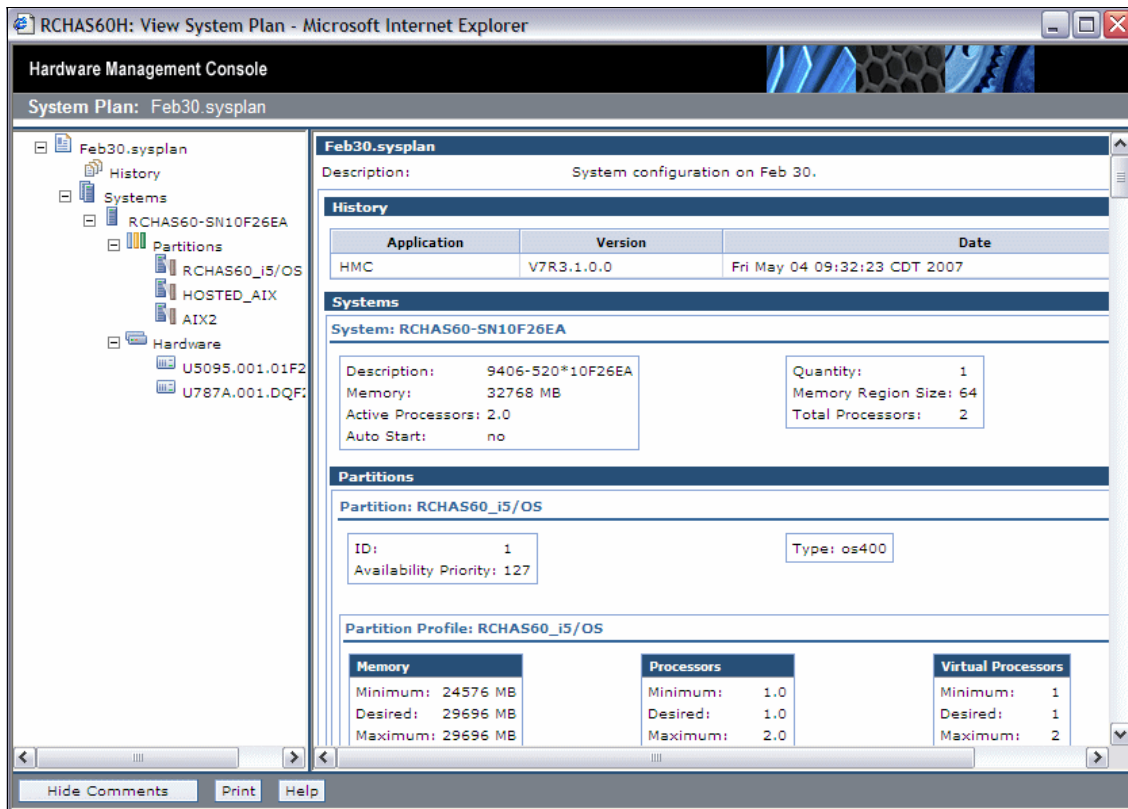 RCHAS60H: View System Plan - Microsoft Internet Explorer
Hardware Management Console
System Plan: Feb30.sysplan
Feb30.sysplan
History
Systems
RCHAS60-SN10F26EA
Partitions
RCHAS60_i5/OS
HOSTED_AIX
AIX2
Hardware
U5095.001.01F2
U787A.001.DQF
Feb30.sysplan
Description: System configuration on Feb 30.
History
Application Version Date
HMC V7R3.1.0.0 Fri May 04 09:32:23 CDT 2007
Systems
System: RCHAS60-SN10F26EA
Description: 9406-520*10F26EA
Memory: 32768 MB
Active Processors: 2.0
Auto Start: no
Quantity: 1
Memory Region Size: 64
Total Processors: 2
Partitions
Partition: RCHAS60_i5/OS
ID: 1
Availability Priority: 127
Type: os400
Partition Profile: RCHAS60_i5/OS
Memory
Minimum: 24576 MB
Desired: 29696 MB
Maximum: 29696 MB
Processors
Minimum: 1.0
Desired: 1.0
Maximum: 2.0
Virtual Processors
Minimum: 1
Desired: 1
Maximum: 2
Hide Comments Print Help